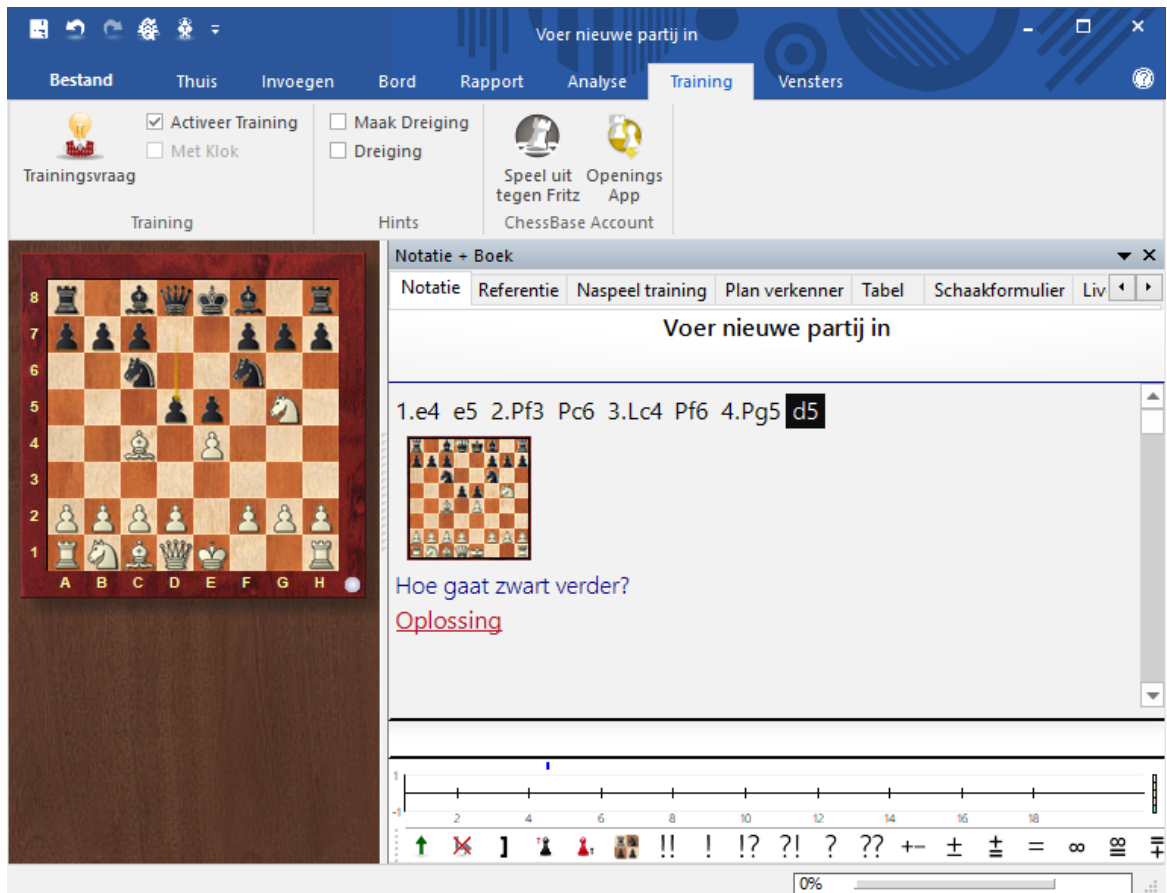 Voer nieuwe partij in
Bestand Thuis Invoegen Bord Rapport Analyse Training Vensters
Trainingsvraag
Activeer Training
Met Klok
Training
Maak Dreiging
Dreiging
Hints
Speel uit tegen Fritz
Openings App
ChessBase Account
Notatie + Boek
Notatie Referentie Naspeel training Plan verkenner Tabel Schaakformulier Liv
Voer nieuwe partij in
8
7
6
5
4
3
2
1
A B C D E F G H
1.e4 e5 2.Pf3 Pc6 3.Lc4 Pf6 4.Pg5 d5
Hoe gaat zwart verder?
Oplossing
1
-1
2 4 6 8 10 12 14 16 18
] !! ! !? ?! ? ?? +− ± ⩲ = ∞ ⯹ ⩱
0%